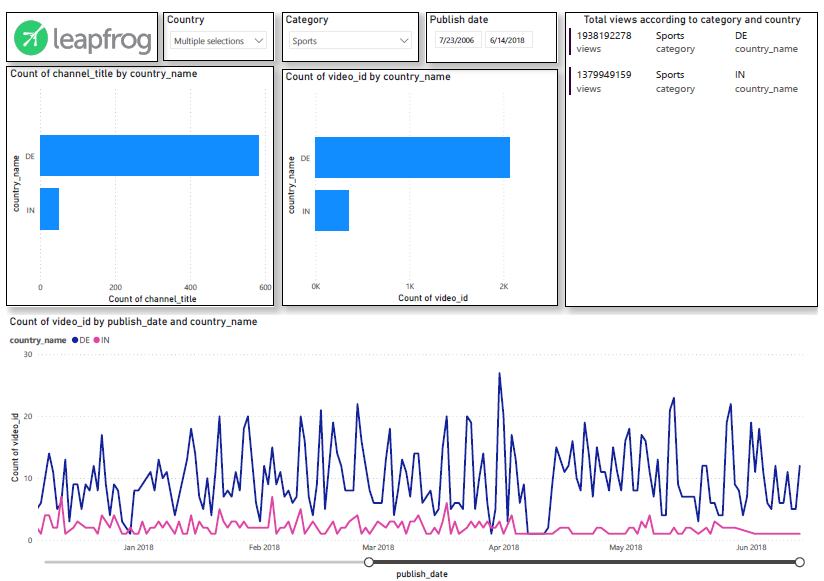 leapfrog
Country
Multiple selections
Category
Sports
Publish date
7/23/2006 6/14/2018
Total views according to category and country
1938192278 Sports DE
views category country_name
1379949159 Sports IN
views category country_name
Count of channel_title by country_name
country_name
DE
IN
0 200 400 600
Count of channel_title
Count of video_id by country_name
country_name
DE
IN
0K 1K 2K
Count of video_id
Count of video_id by publish_date and country_name
country_name DE IN
Count of video_id
30
20
10
0
Jan 2018 Feb 2018 Mar 2018 Apr 2018 May 2018 Jun 2018
publish_date